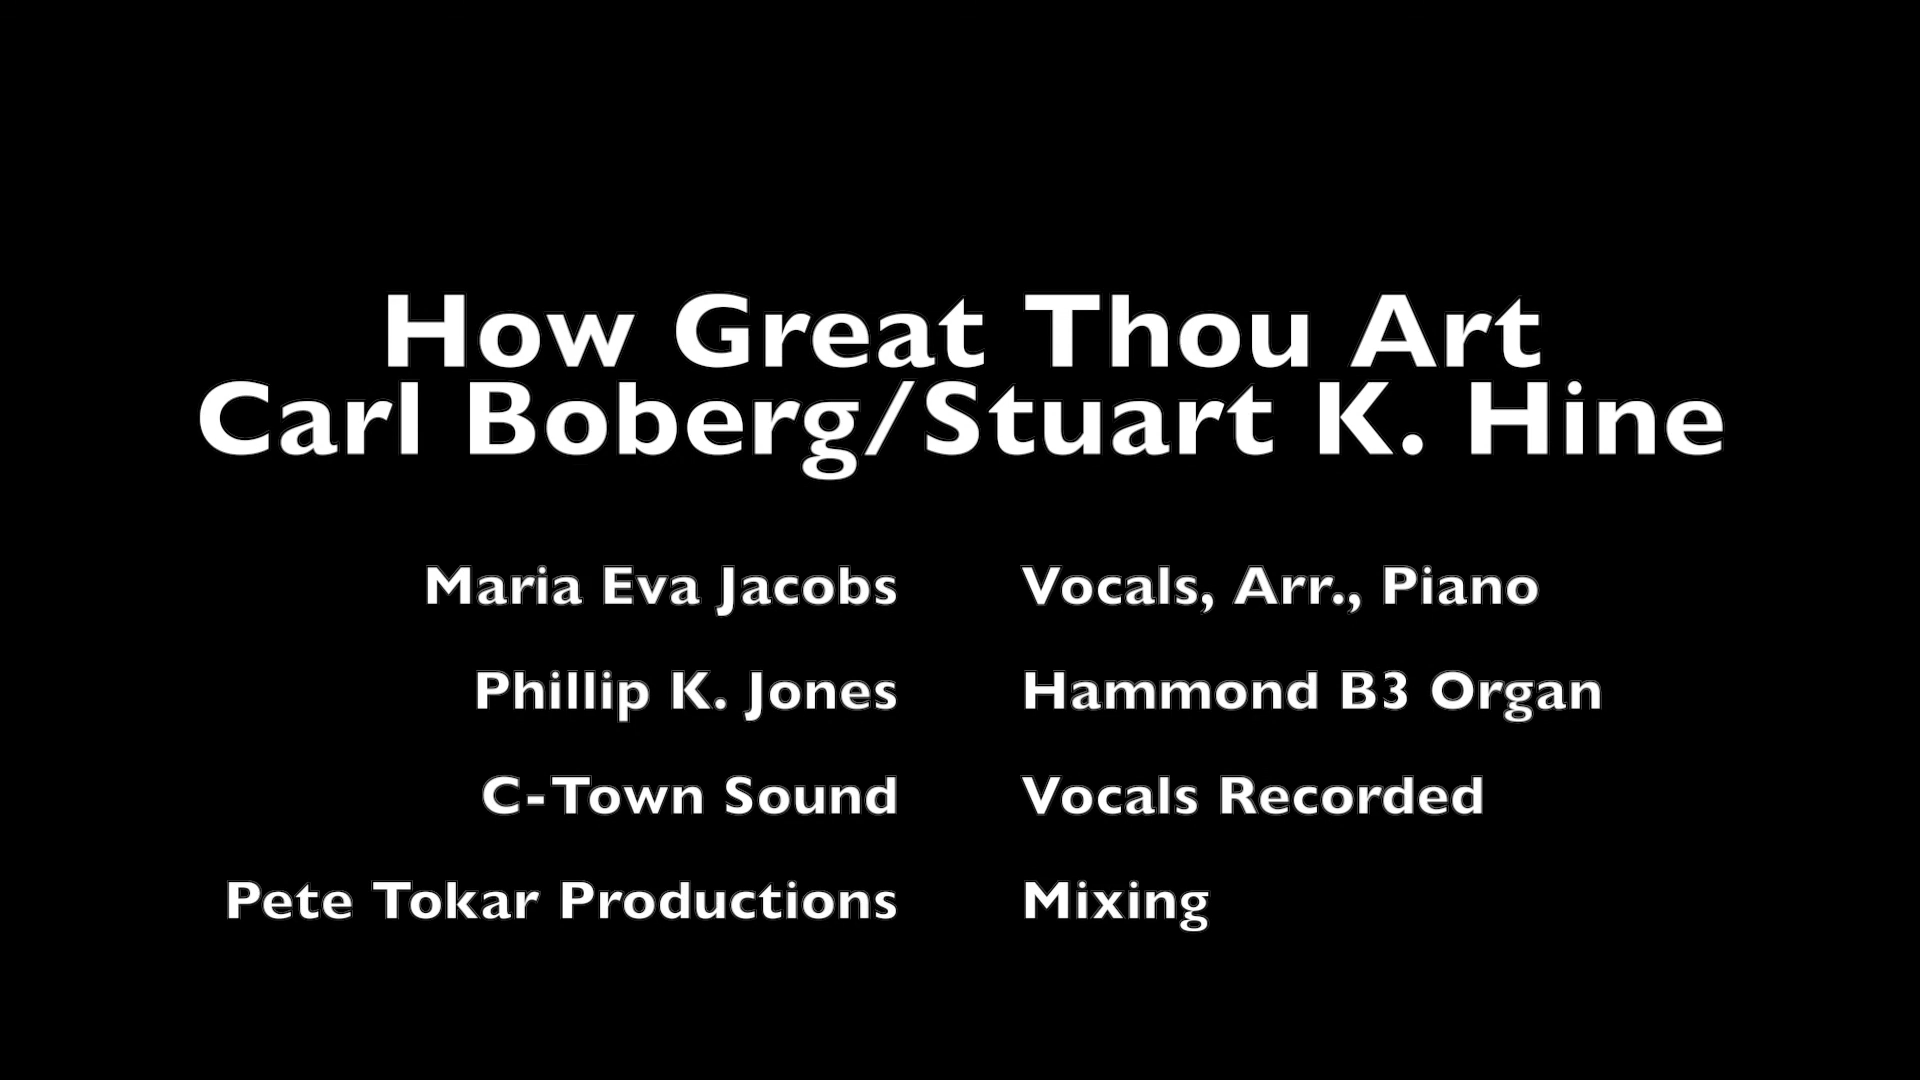 How Great Thou Art
Carl Boberg/Stuart K. Hine
Maria Eva Jacobs Vocals, Arr., Piano
Phillip K. Jones Hammond B3 Organ
C-Town Sound Vocals Recorded
Pete Tokar Productions Mixing